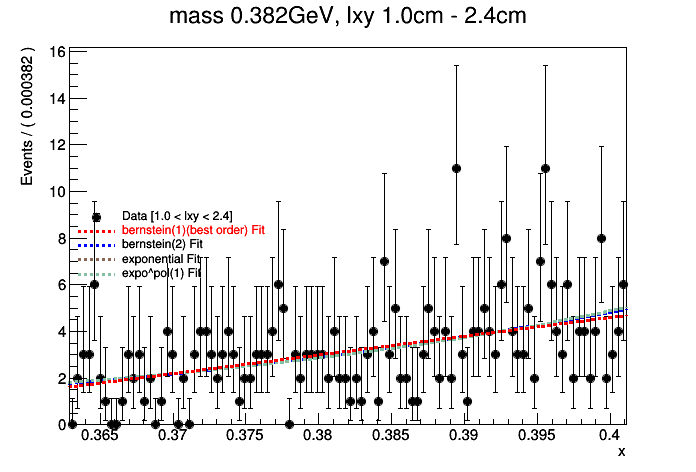 mass 0.382GeV, lxy 1.0cm - 2.4cm
Events / ( 0.000382 )
16
14
12
10
8
6
4
2
0
Data [1.0 < lxy < 2.4]
bernstein(1)(best order) Fit
bernstein(2) Fit
exponential Fit
expo^pol(1) Fit
0.365 0.37 0.375 0.38 0.385 0.39 0.395 0.4
x